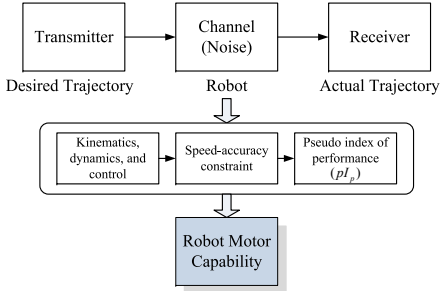 Transmitter
Channel
(Noise)
Receiver
Desired Trajectory
Robot
Actual Trajectory
Kinematics,
dynamics, and
control
Speed-accuracy
constraint
Pseudo index of
performance
(pI_p)
Robot Motor
Capability